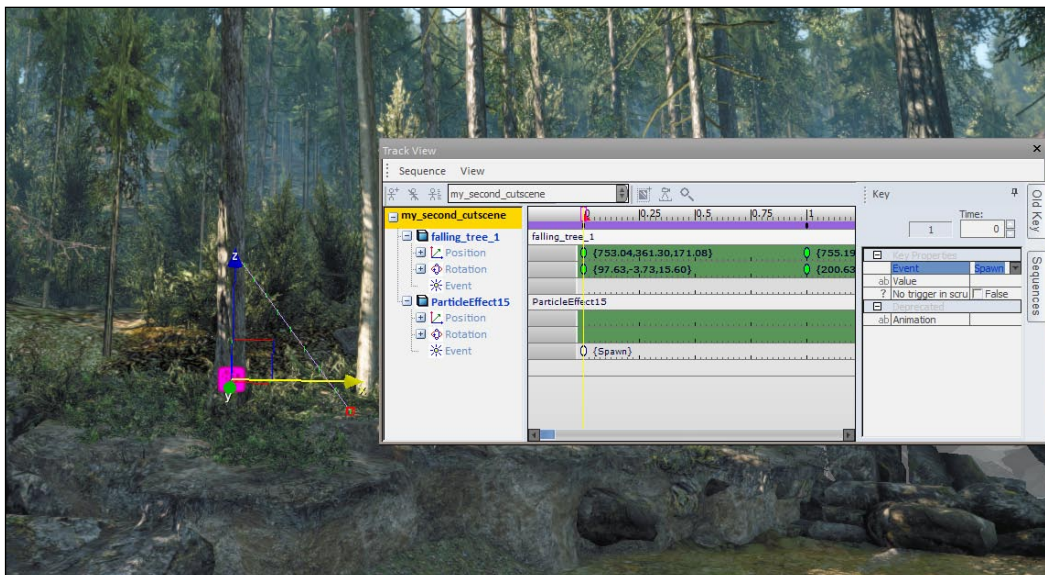 Track View
Sequence View
my_second_cutscene
Key
Old Key
Sequences
my_second_cutscene
0 0.25 0.5 0.75 1
Time:
1 0
falling_tree_1
falling_tree_1
Position
{753.04,361.30,171.08} {755.19
Rotation
{97.63,-3.73,15.60} {200.63
Event
Key Properties
Event Spawn
ab Value
? No trigger in scru False
Deprecated
ab Animation
ParticleEffect15
ParticleEffect15
Position
Rotation
Event
{Spawn}
z
y